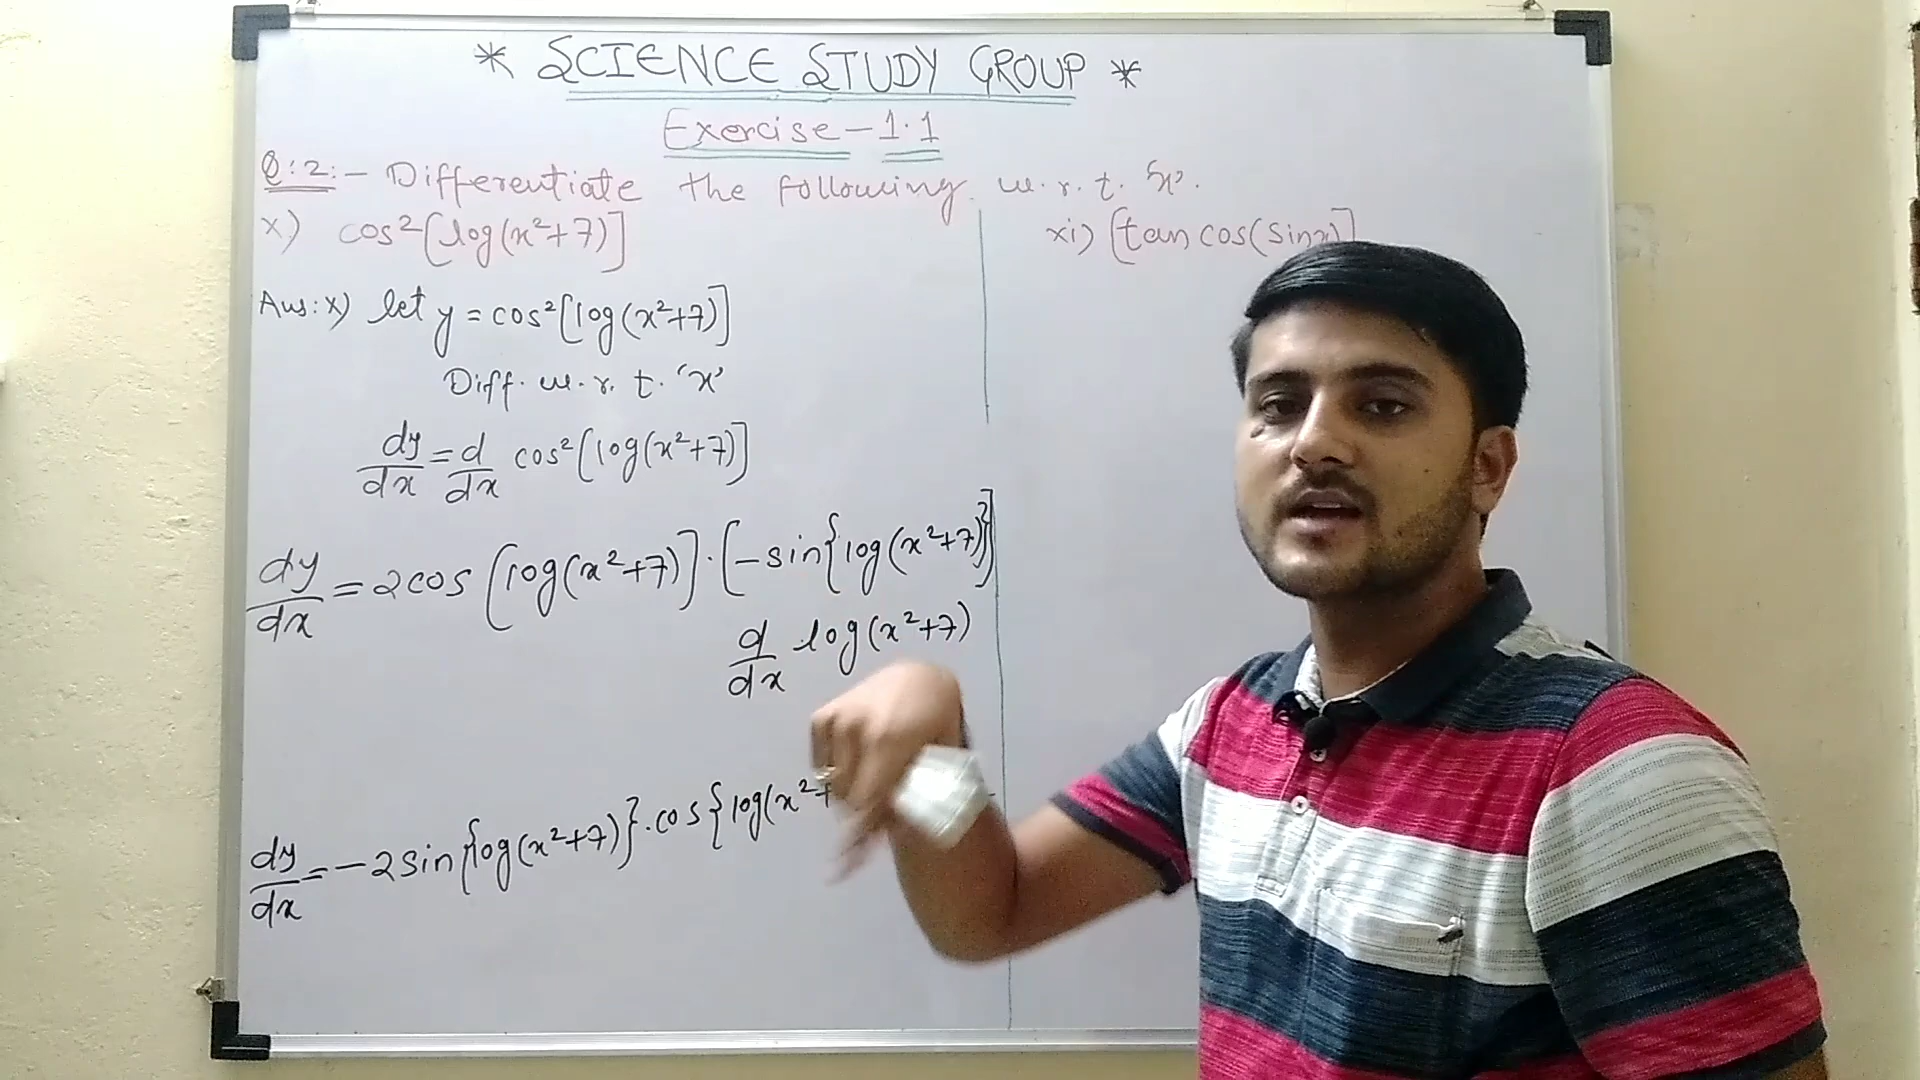 * SCIENCE STUDY GROUP *
Exercise-1.1
Q:2:- Differentiate the following w.r.t. 'x'.
x) cos²[log(x²+7)]
xi) [tan cos(sinx)]
Ans:x) let y = cos²[log(x²+7)]
Diff. w.r.t. 'x'
dy/dx = d/dx cos²[log(x²+7)]
dy/dx = 2cos [log(x²+7)]·[-sin{log(x²+7)}]
d/dx log(x²+7)
dy/dx = -2sin{log(x²+7)}.cos{log(x²+